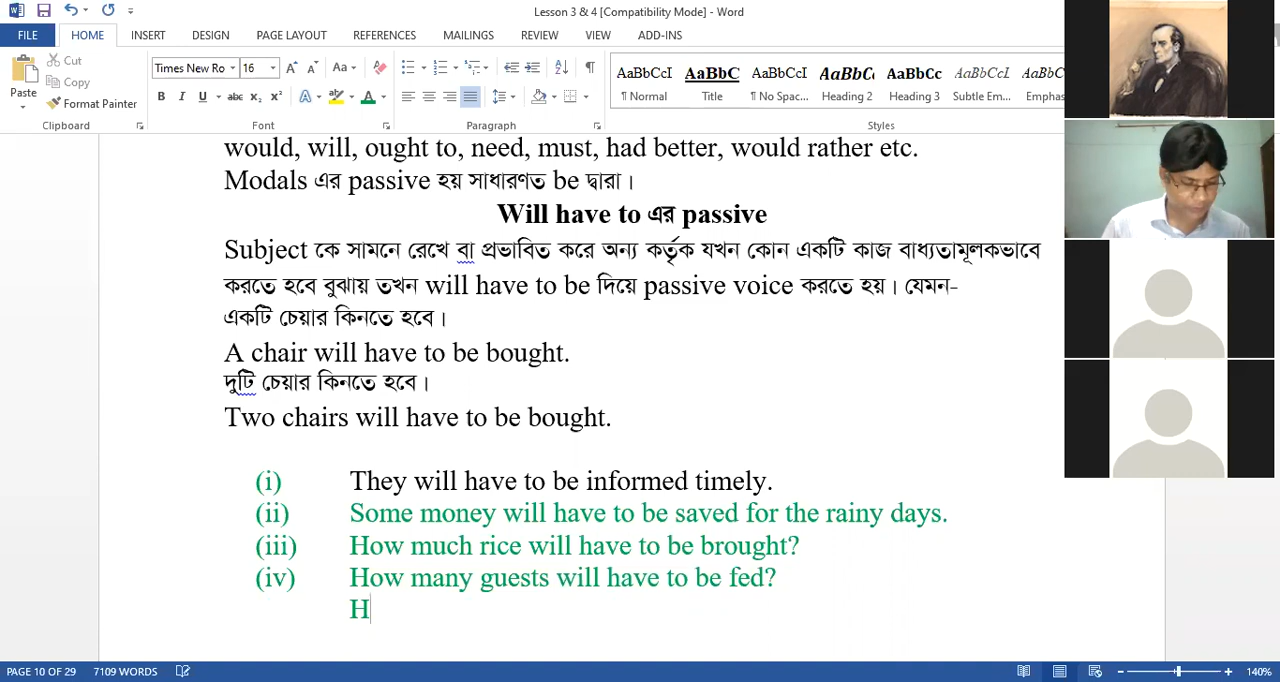 Lesson 3 & 4 [Compatibility Mode] - Word
FILE HOME INSERT DESIGN PAGE LAYOUT REFERENCES MAILINGS REVIEW VIEW ADD-INS
Paste
Cut
Copy
Format Painter
Clipboard
Times New Ro 16
Font
Paragraph
AaBbCcI AaBbC AaBbCcI AaBbCc AaBbCc AaBbCcI AaBbC
¶ Normal Title ¶ No Spac... Heading 2 Heading 3 Subtle Em... Emphas
Styles
would, will, ought to, need, must, had better, would rather etc.
Modals এর passive হয় সাধারণত be দ্বারা।
Will have to এর passive
Subject কে সামনে রেখে বা প্রভাবিত করে অন্য কর্তৃক যখন কোন একটি কাজ বাধ্যতামূলকভাবে
করতে হবে বুঝায় তখন will have to be দিয়ে passive voice করতে হয়। যেমন-
একটি চেয়ার কিনতে হবে।
A chair will have to be bought.
দুটি চেয়ার কিনতে হবে।
Two chairs will have to be bought.
(i) They will have to be informed timely.
(ii) Some money will have to be saved for the rainy days.
(iii) How much rice will have to be brought?
(iv) How many guests will have to be fed?
H
PAGE 10 OF 29 7109 WORDS 140%